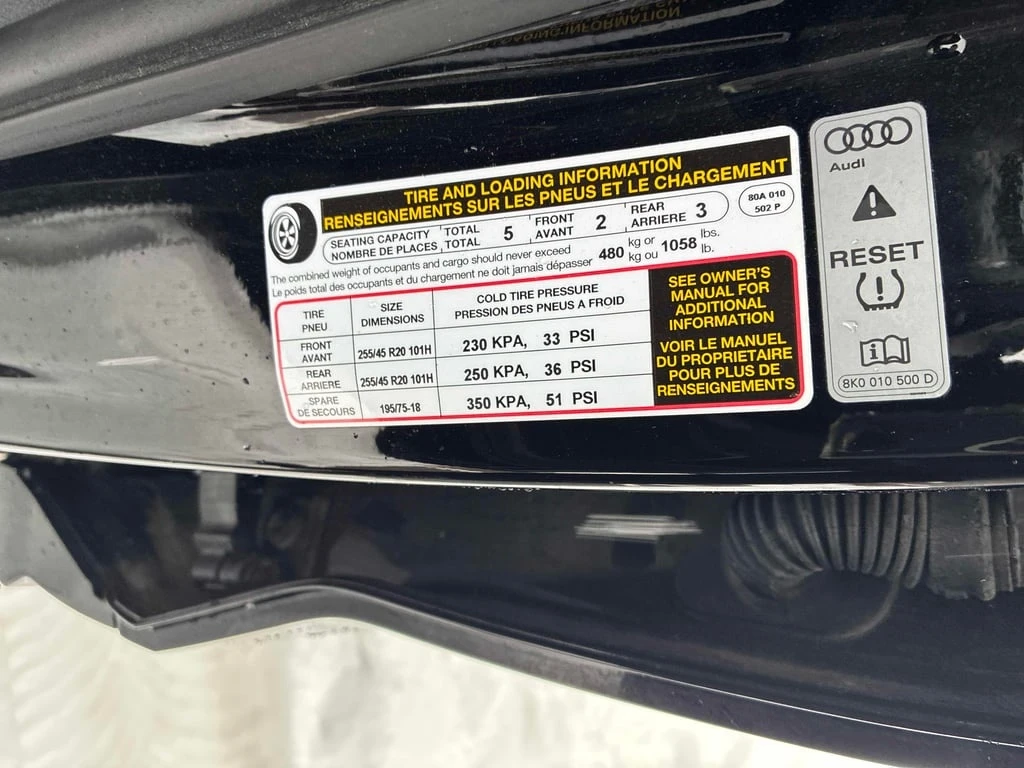 TIRE AND LOADING INFORMATION
RENSEIGNEMENTS SUR LES PNEUS ET LE CHARGEMENT
SEATING CAPACITY TOTAL 5 FRONT 2 REAR 3
NOMBRE DE PLACES TOTAL AVANT ARRIERE
80A 010
502 P
The combined weight of occupants and cargo should never exceed 480 kg or 1058 lbs.
Le poids total des occupants et du chargement ne doit jamais dépasser kg ou lb.
TIRE SIZE COLD TIRE PRESSURE
PNEU DIMENSIONS PRESSION DES PNEUS A FROID
FRONT 255/45 R20 101H 230 KPA, 33 PSI
AVANT
REAR 255/45 R20 101H 250 KPA, 36 PSI
ARRIERE
SPARE 195/75-18 350 KPA, 51 PSI
DE SECOURS
SEE OWNER'S
MANUAL FOR
ADDITIONAL
INFORMATION
VOIR LE MANUEL
DU PROPRIETAIRE
POUR PLUS DE
RENSEIGNEMENTS
Audi
RESET
8K0 010 500 D